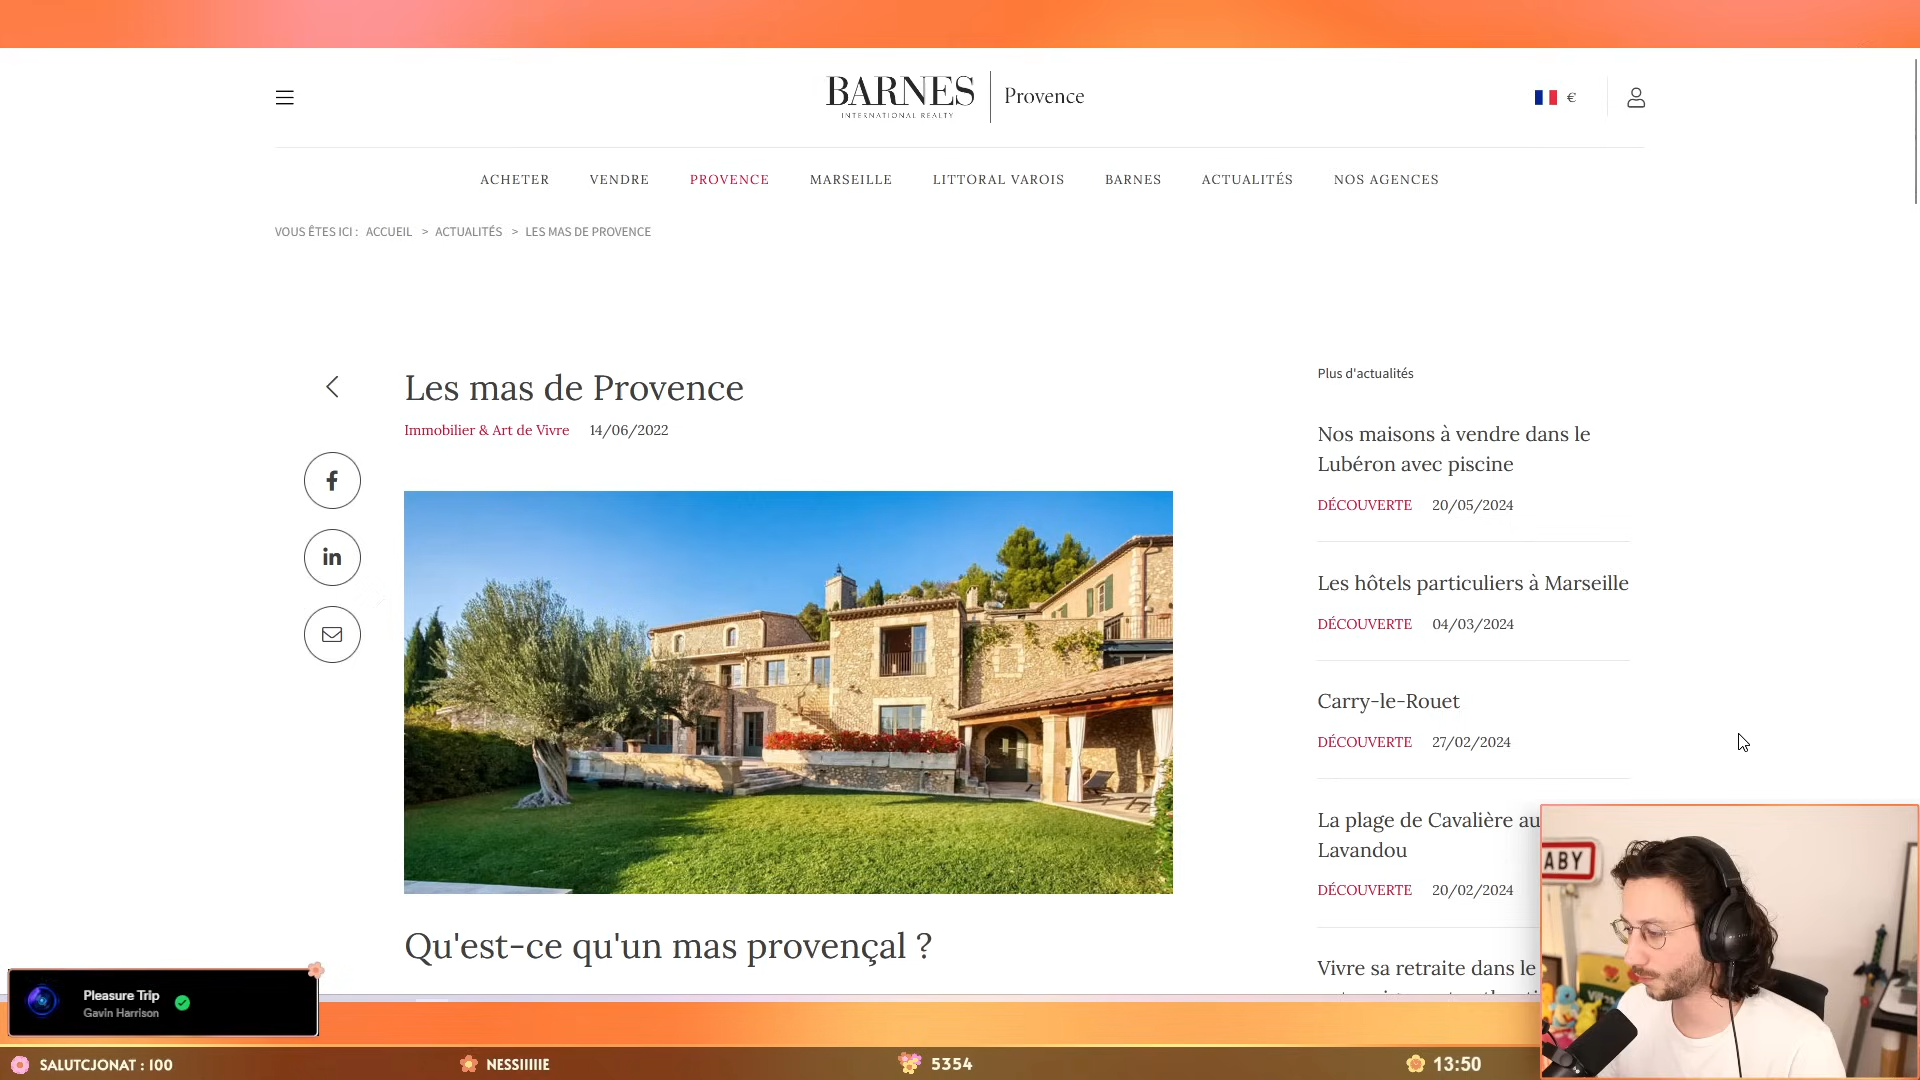 BARNES
INTERNATIONAL REALTY
Provence
€
ACHETER VENDRE PROVENCE MARSEILLE LITTORAL VAROIS BARNES ACTUALITÉS NOS AGENCES
VOUS ÊTES ICI : ACCUEIL > ACTUALITÉS > LES MAS DE PROVENCE
Les mas de Provence
Immobilier & Art de Vivre 14/06/2022
Qu'est-ce qu'un mas provençal ?
Plus d'actualités
Nos maisons à vendre dans le
Lubéron avec piscine
DÉCOUVERTE 20/05/2024
Les hôtels particuliers à Marseille
DÉCOUVERTE 04/03/2024
Carry-le-Rouet
DÉCOUVERTE 27/02/2024
La plage de Cavalière au
Lavandou
DÉCOUVERTE 20/02/2024
Vivre sa retraite dans le
ABY
Pleasure Trip
Gavin Harrison
SALUTCJONAT : 100
NESSIIIIIE
5354
13:50